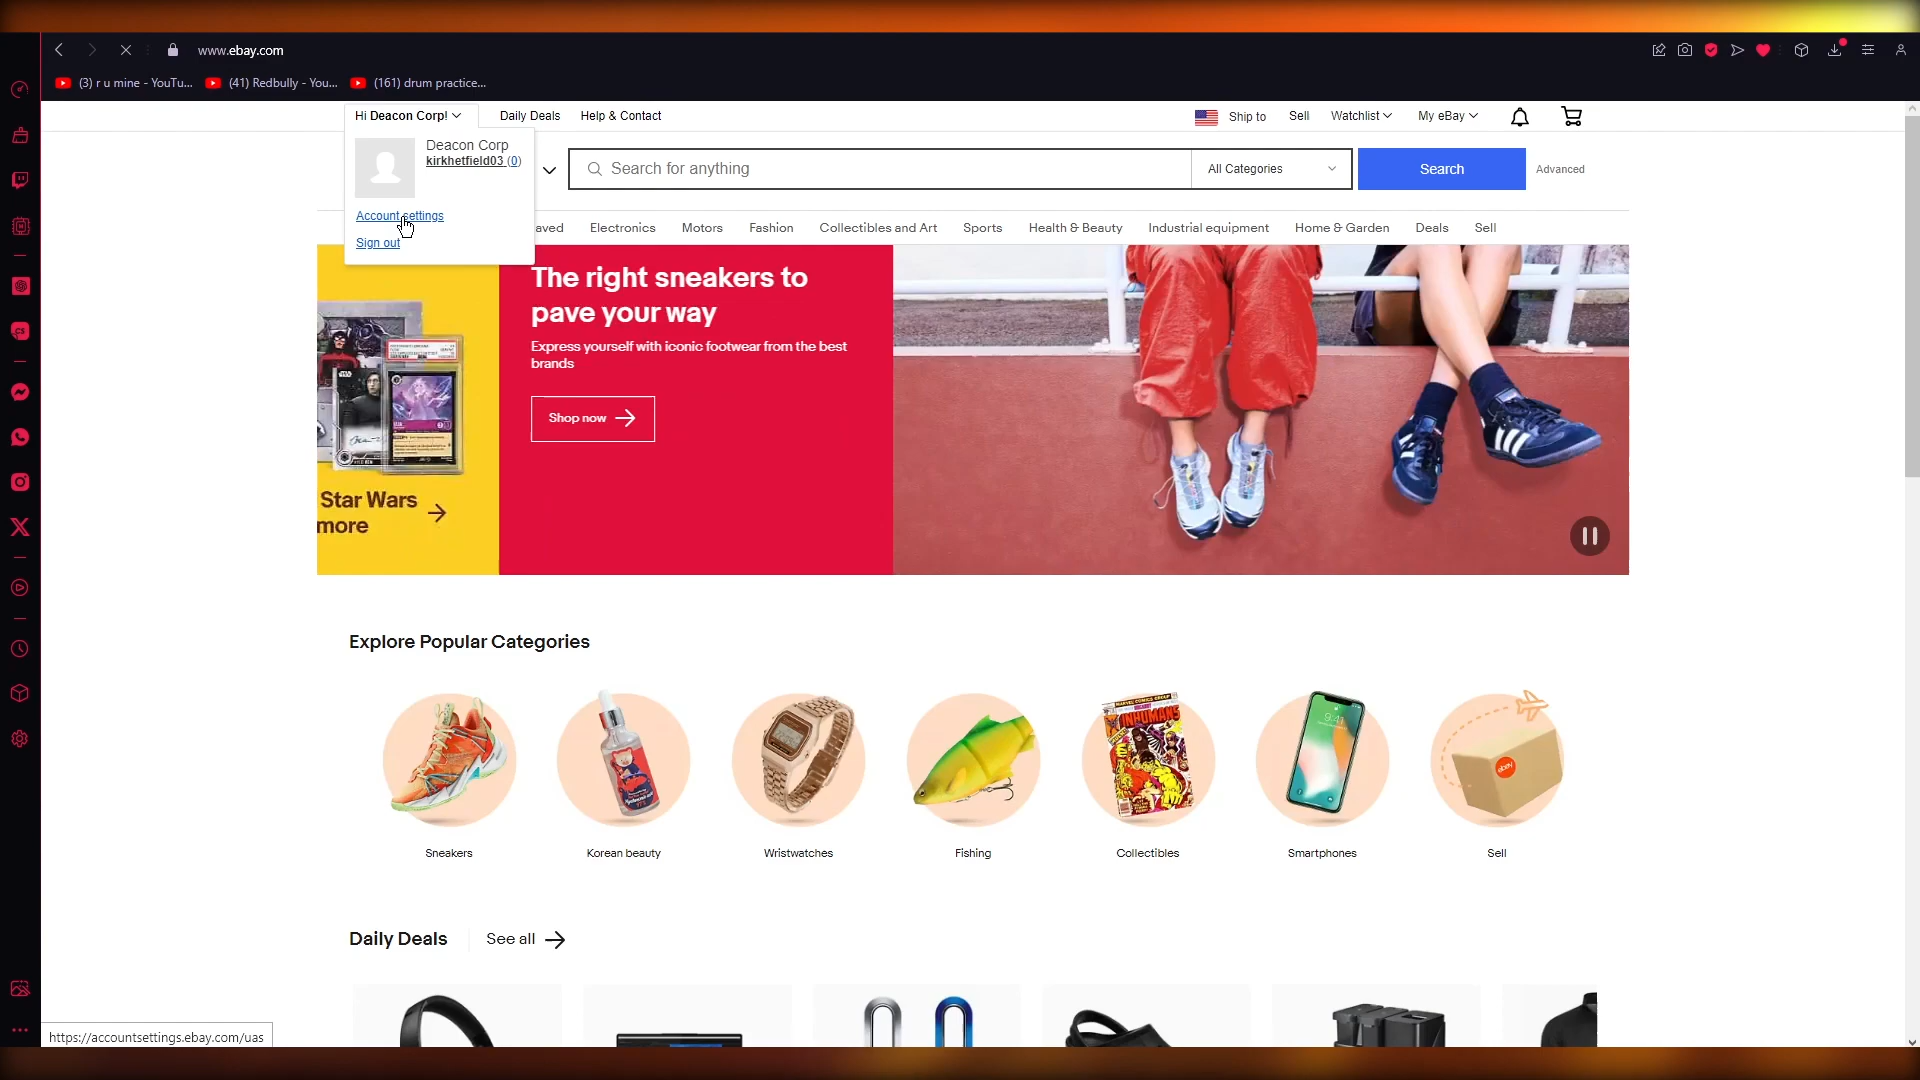 www.ebay.com
(3) r u mine - YouTu...
(41) Redbully - You...
(161) drum practice...
Hi Deacon Corp!
Daily Deals
Help & Contact
Ship to
Sell
Watchlist
My eBay
Deacon Corp
kirkhetfield03 (0)
Account settings
Sign out
Search for anything
All Categories
Search
Advanced
aved
Electronics
Motors
Fashion
Collectibles and Art
Sports
Health & Beauty
Industrial equipment
Home & Garden
Deals
Sell
Star Wars
more
The right sneakers to
pave your way
Express yourself with iconic footwear from the best
brands
Shop now
Explore Popular Categories
INHUMANS
9:41
ebay
Sneakers
Korean beauty
Wristwatches
Fishing
Collectibles
Smartphones
Sell
Daily Deals
See all
https://accountsettings.ebay.com/uas